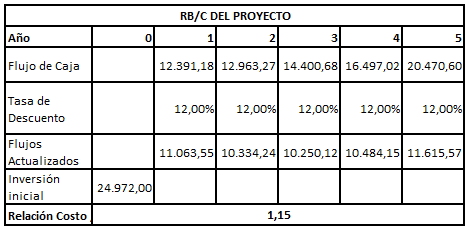 RB/C DEL PROYECTO
Año 0 1 2 3 4 5
Flujo de Caja 12.391,18 12.963,27 14.400,68 16.497,02 20.470,60
Tasa de
Descuento 12,00% 12,00% 12,00% 12,00% 12,00%
Flujos
Actualizados 11.063,55 10.334,24 10.250,12 10.484,15 11.615,57
Inversión
inicial 24.972,00
Relación Costo 1,15